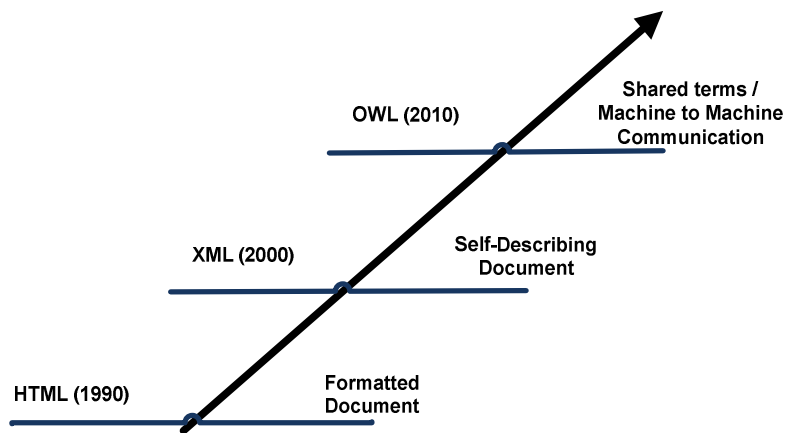 OWL (2010)
Shared terms /
Machine to Machine
Communication
XML (2000)
Self-Describing
Document
HTML (1990)
Formatted
Document